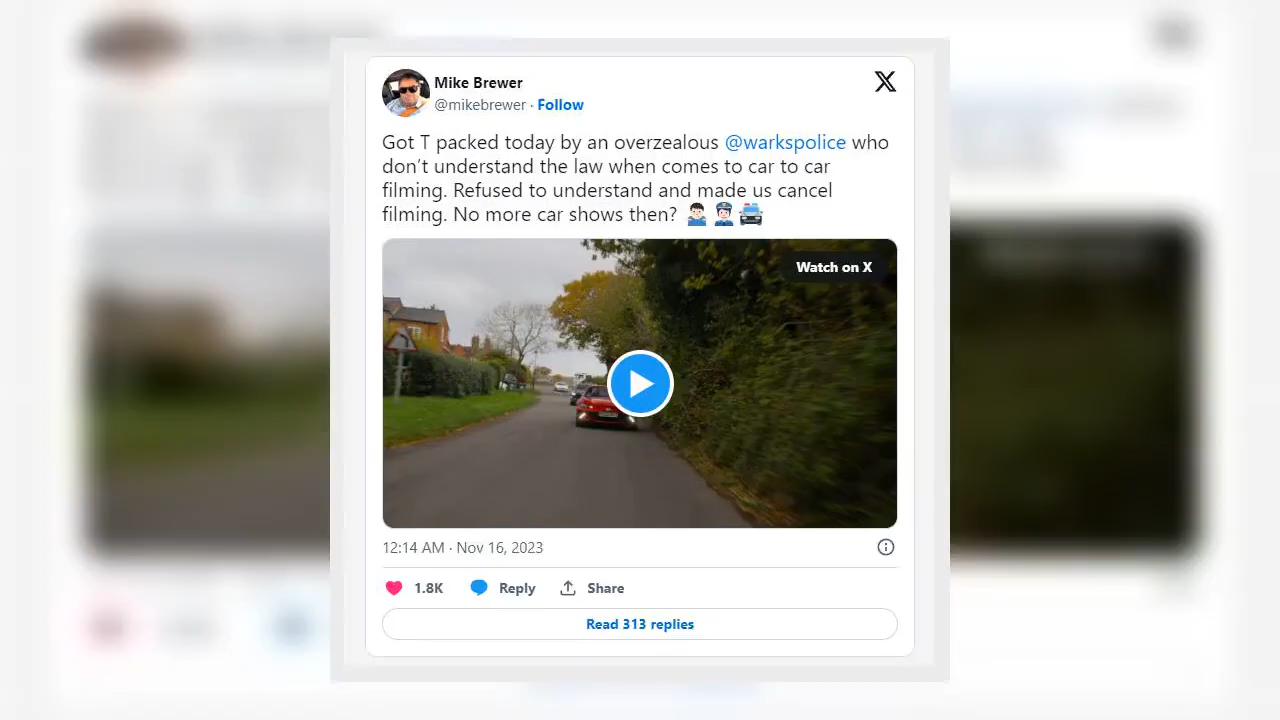 Mike Brewer
@mikebrewer · Follow
Got T packed today by an overzealous @warkspolice who
don't understand the law when comes to car to car
filming. Refused to understand and made us cancel
filming. No more car shows then? 🙅🏻‍♂️👮🏻🚔
Watch on X
12:14 AM · Nov 16, 2023
1.8K Reply Share
Read 313 replies